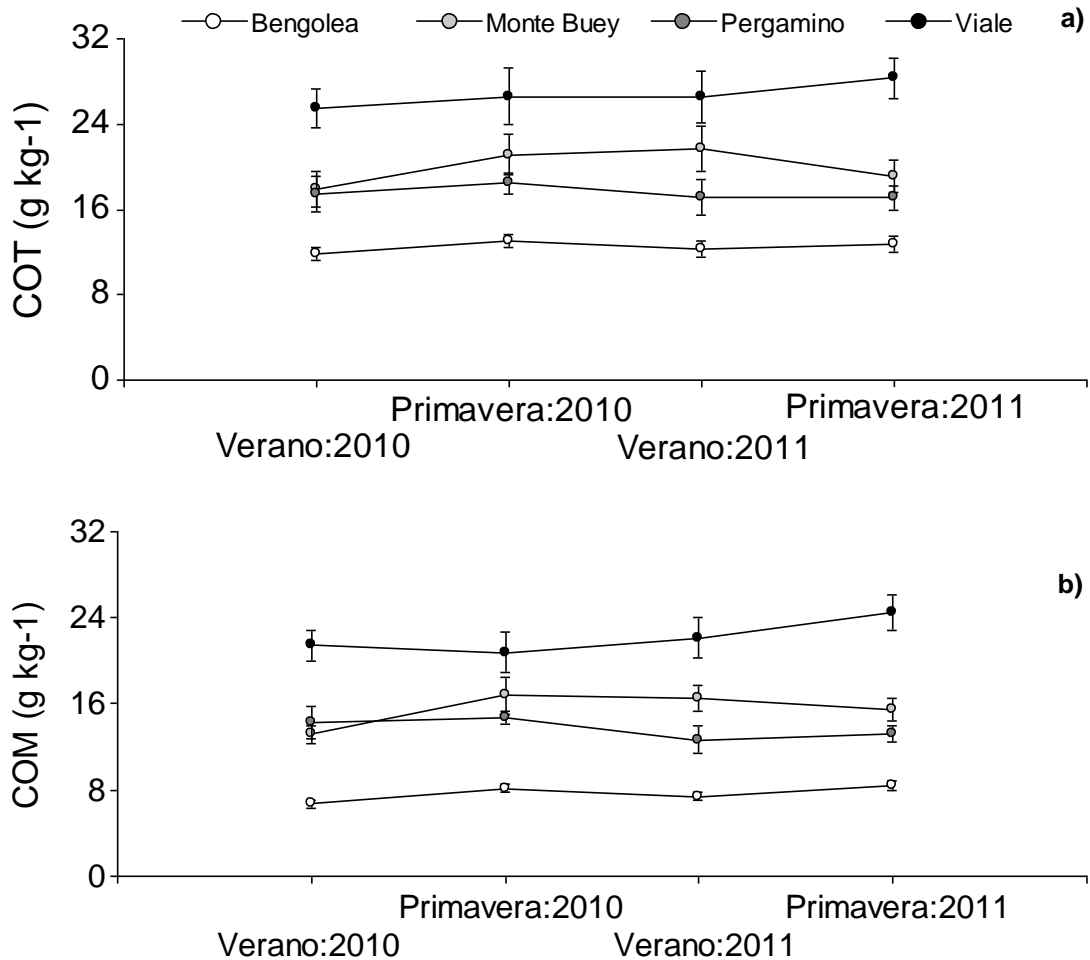 Bengolea Monte Buey Pergamino Viale a)
32
24
16
8
0
COT (g kg-1)
Primavera:2010 Primavera:2011
Verano:2010 Verano:2011
32
b)
24
16
8
0
COM (g kg-1)
Primavera:2010 Primavera:2011
Verano:2010 Verano:2011